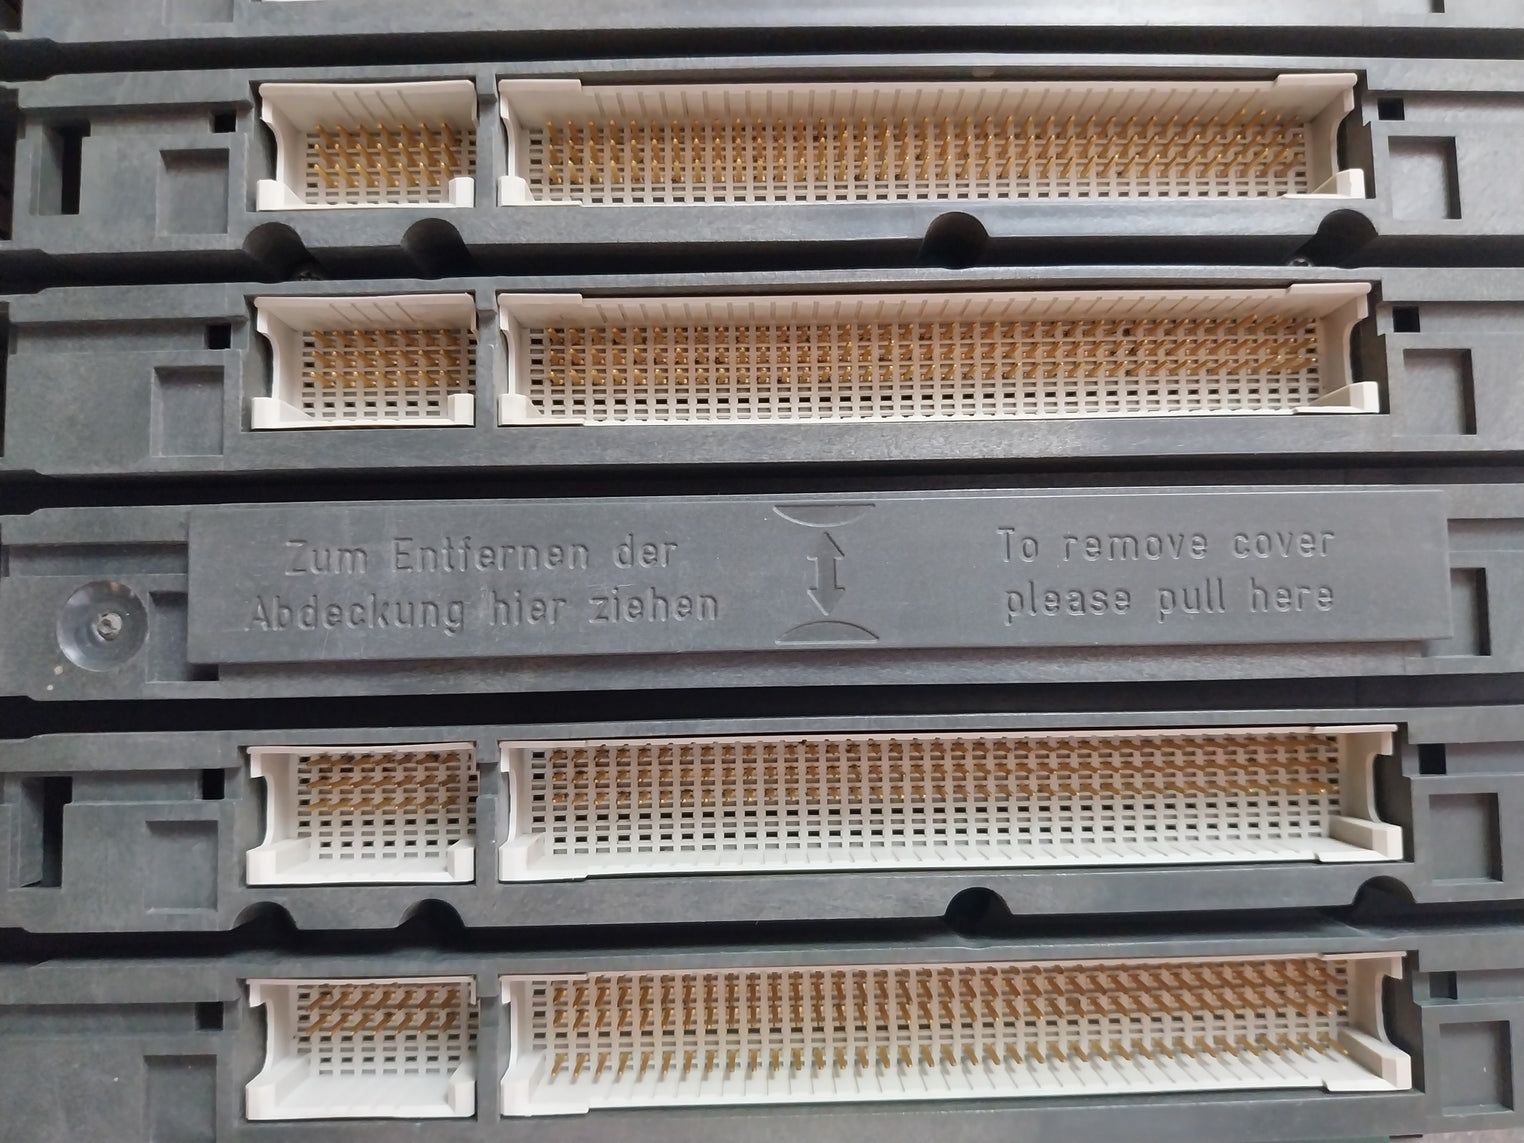 Zum Entfernen der
Abdeckung hier ziehen
To remove cover
please pull here